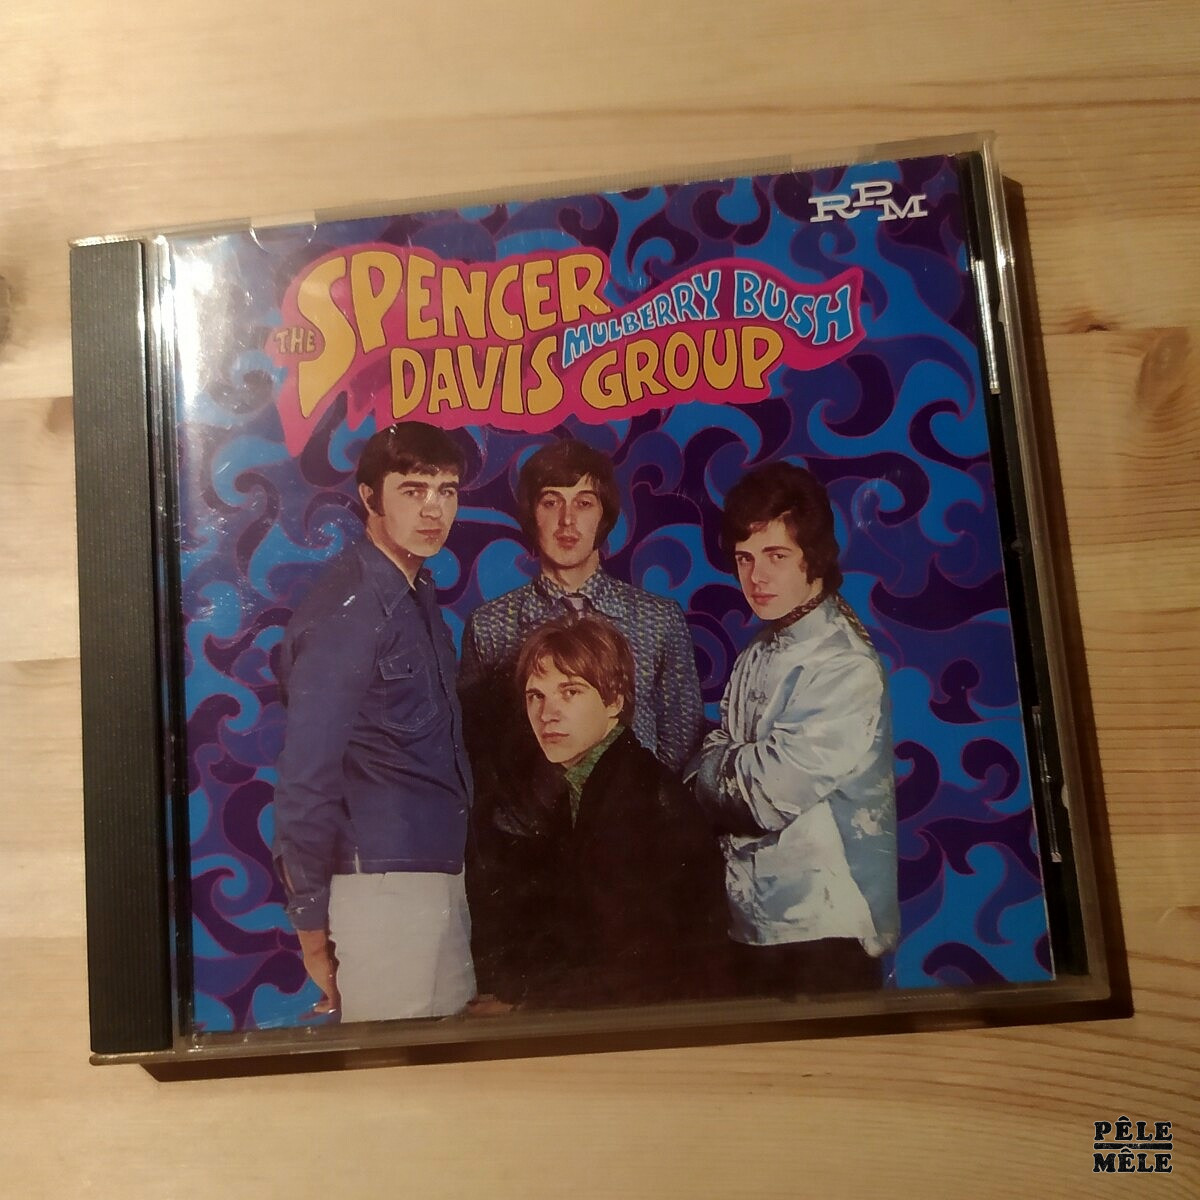 RPM
THE SPENCER
MULBERRY BUSH
DAVIS GROUP
PÊLE
MÊLE